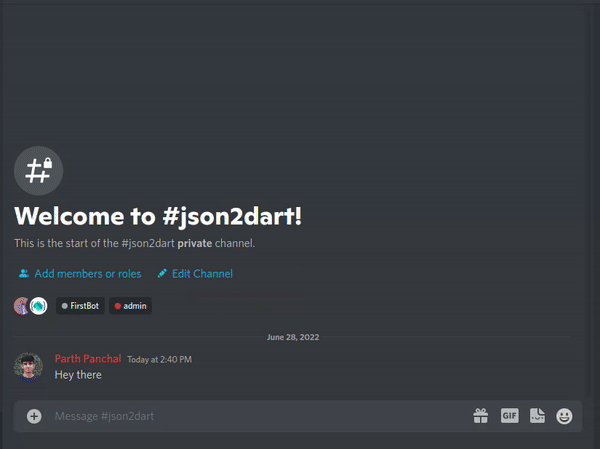 Welcome to #json2dart!
This is the start of the #json2dart private channel.
Add members or roles Edit Channel
FirstBot admin
June 28, 2022
Parth Panchal Today at 2:40 PM
Hey there
Message #json2dart GIF